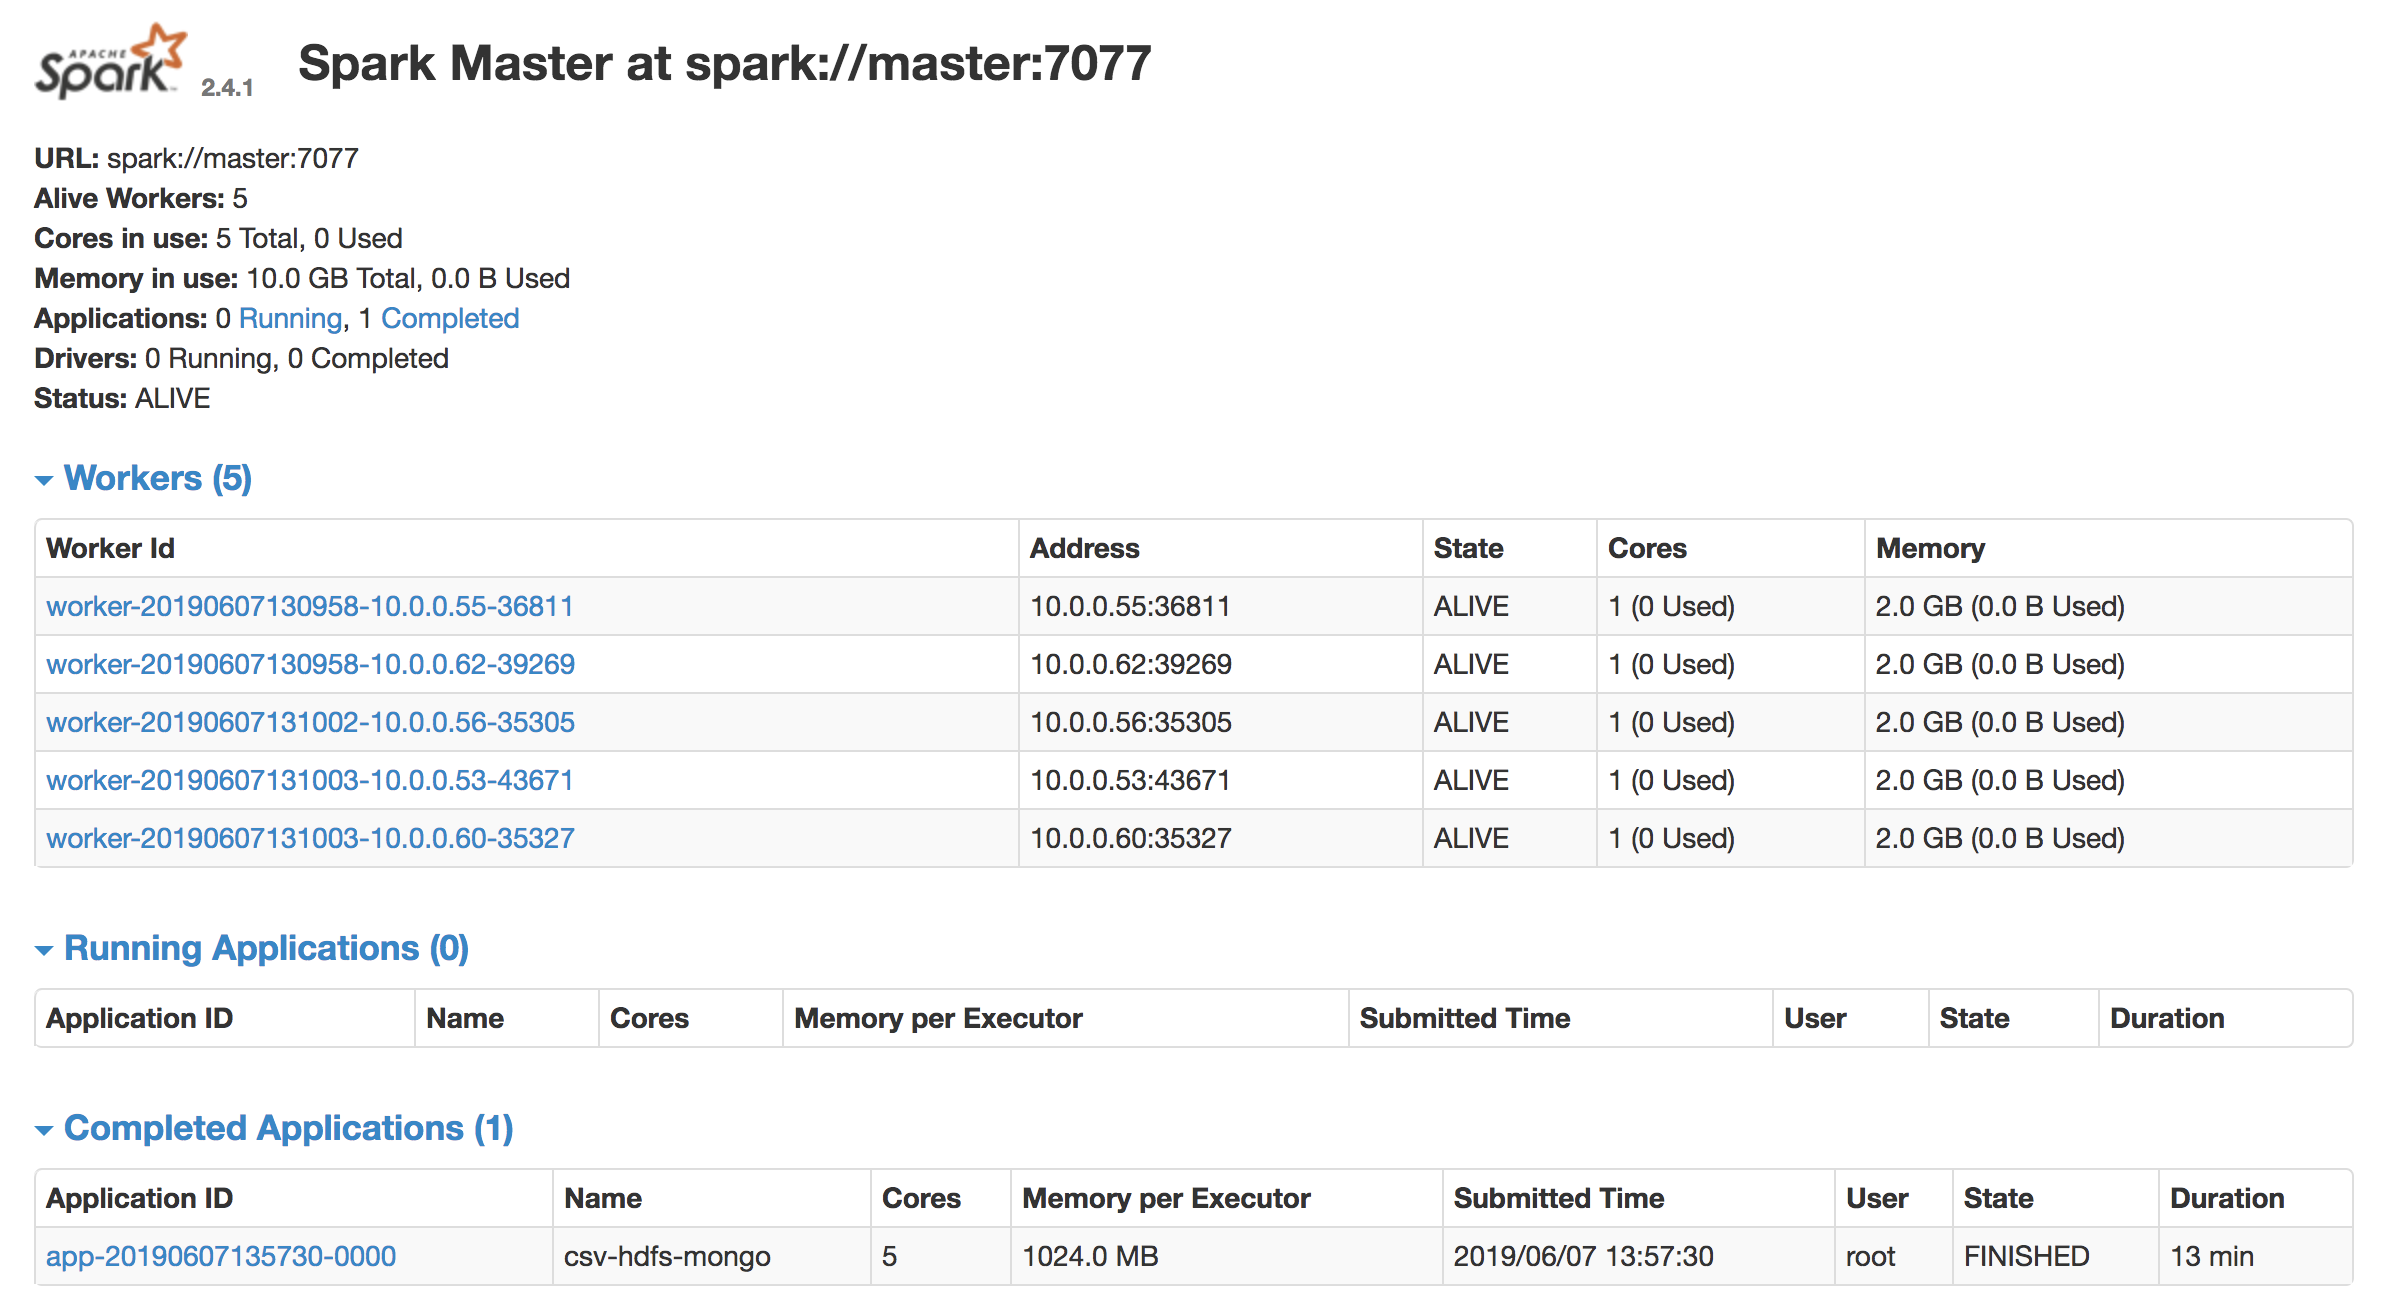 APACHE
Spark™ 2.4.1 Spark Master at spark://master:7077
URL: spark://master:7077
Alive Workers: 5
Cores in use: 5 Total, 0 Used
Memory in use: 10.0 GB Total, 0.0 B Used
Applications: 0 Running, 1 Completed
Drivers: 0 Running, 0 Completed
Status: ALIVE
Workers (5)
Worker Id Address State Cores Memory
worker-20190607130958-10.0.0.55-36811 10.0.0.55:36811 ALIVE 1 (0 Used) 2.0 GB (0.0 B Used)
worker-20190607130958-10.0.0.62-39269 10.0.0.62:39269 ALIVE 1 (0 Used) 2.0 GB (0.0 B Used)
worker-20190607131002-10.0.0.56-35305 10.0.0.56:35305 ALIVE 1 (0 Used) 2.0 GB (0.0 B Used)
worker-20190607131003-10.0.0.53-43671 10.0.0.53:43671 ALIVE 1 (0 Used) 2.0 GB (0.0 B Used)
worker-20190607131003-10.0.0.60-35327 10.0.0.60:35327 ALIVE 1 (0 Used) 2.0 GB (0.0 B Used)
Running Applications (0)
Application ID Name Cores Memory per Executor Submitted Time User State Duration
Completed Applications (1)
Application ID Name Cores Memory per Executor Submitted Time User State Duration
app-20190607135730-0000 csv-hdfs-mongo 5 1024.0 MB 2019/06/07 13:57:30 root FINISHED 13 min